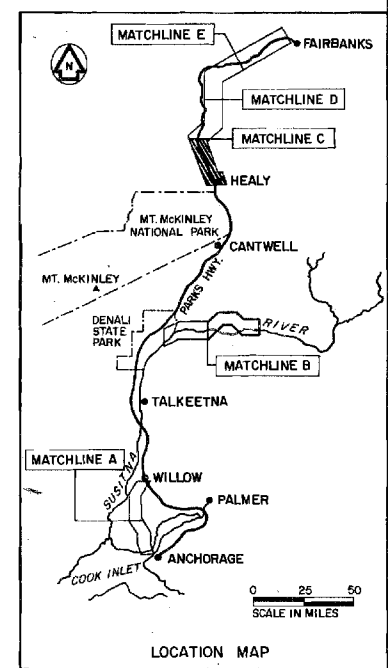 MATCHLINE E
FAIRBANKS
N
MATCHLINE D
MATCHLINE C
HEALY
MT. McKINLEY
NATIONAL PARK
CANTWELL
MT. McKINLEY
PARKS HWY.
DENALI
STATE
PARK
RIVER
MATCHLINE B
TALKEETNA
SUSITNA
MATCHLINE A
WILLOW
PALMER
ANCHORAGE
COOK INLET
0 25 50
SCALE IN MILES
LOCATION MAP